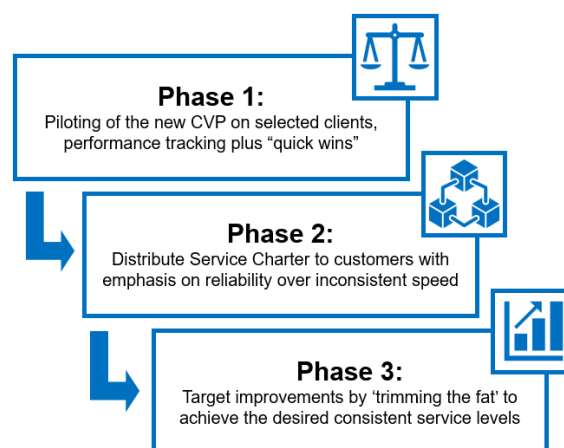 Phase 1:
Piloting of the new CVP on selected clients,
performance tracking plus “quick wins”
Phase 2:
Distribute Service Charter to customers with
emphasis on reliability over inconsistent speed
Phase 3:
Target improvements by ‘trimming the fat’ to
achieve the desired consistent service levels